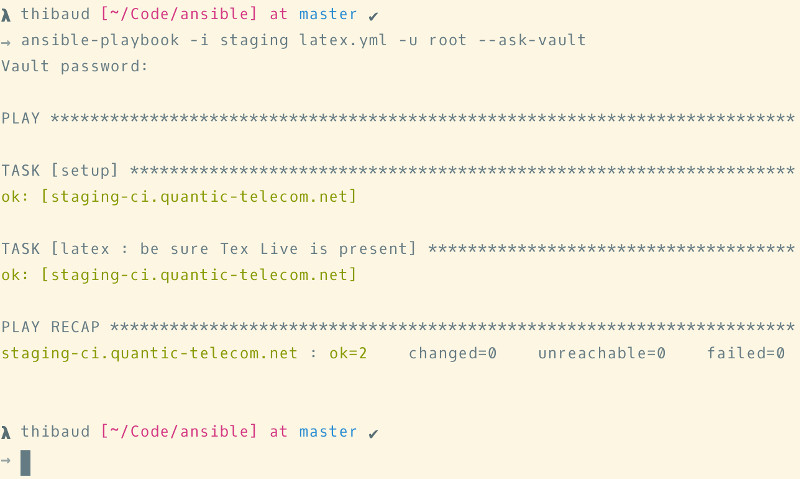 λ thibaud [~/Code/ansible] at master ✔
→ ansible-playbook -i staging latex.yml -u root --ask-vault
Vault password:
PLAY ***************************************************************************
TASK [setup] *******************************************************************
ok: [staging-ci.quantic-telecom.net]
TASK [latex : be sure Tex Live is present] *************************************
ok: [staging-ci.quantic-telecom.net]
PLAY RECAP *********************************************************************
staging-ci.quantic-telecom.net : ok=2    changed=0    unreachable=0    failed=0
λ thibaud [~/Code/ansible] at master ✔
→